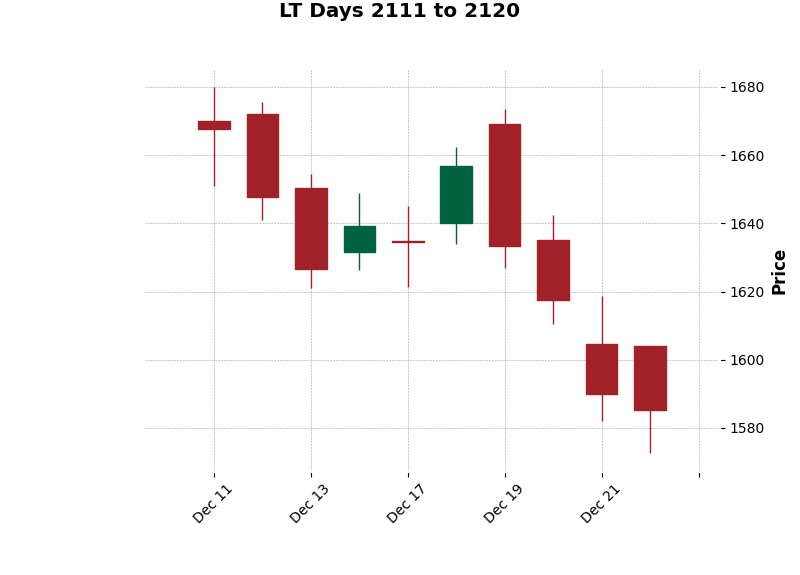 LT Days 2111 to 2120
1680
1660
1640
1620
1600
1580
Price
Dec 11
Dec 13
Dec 17
Dec 19
Dec 21